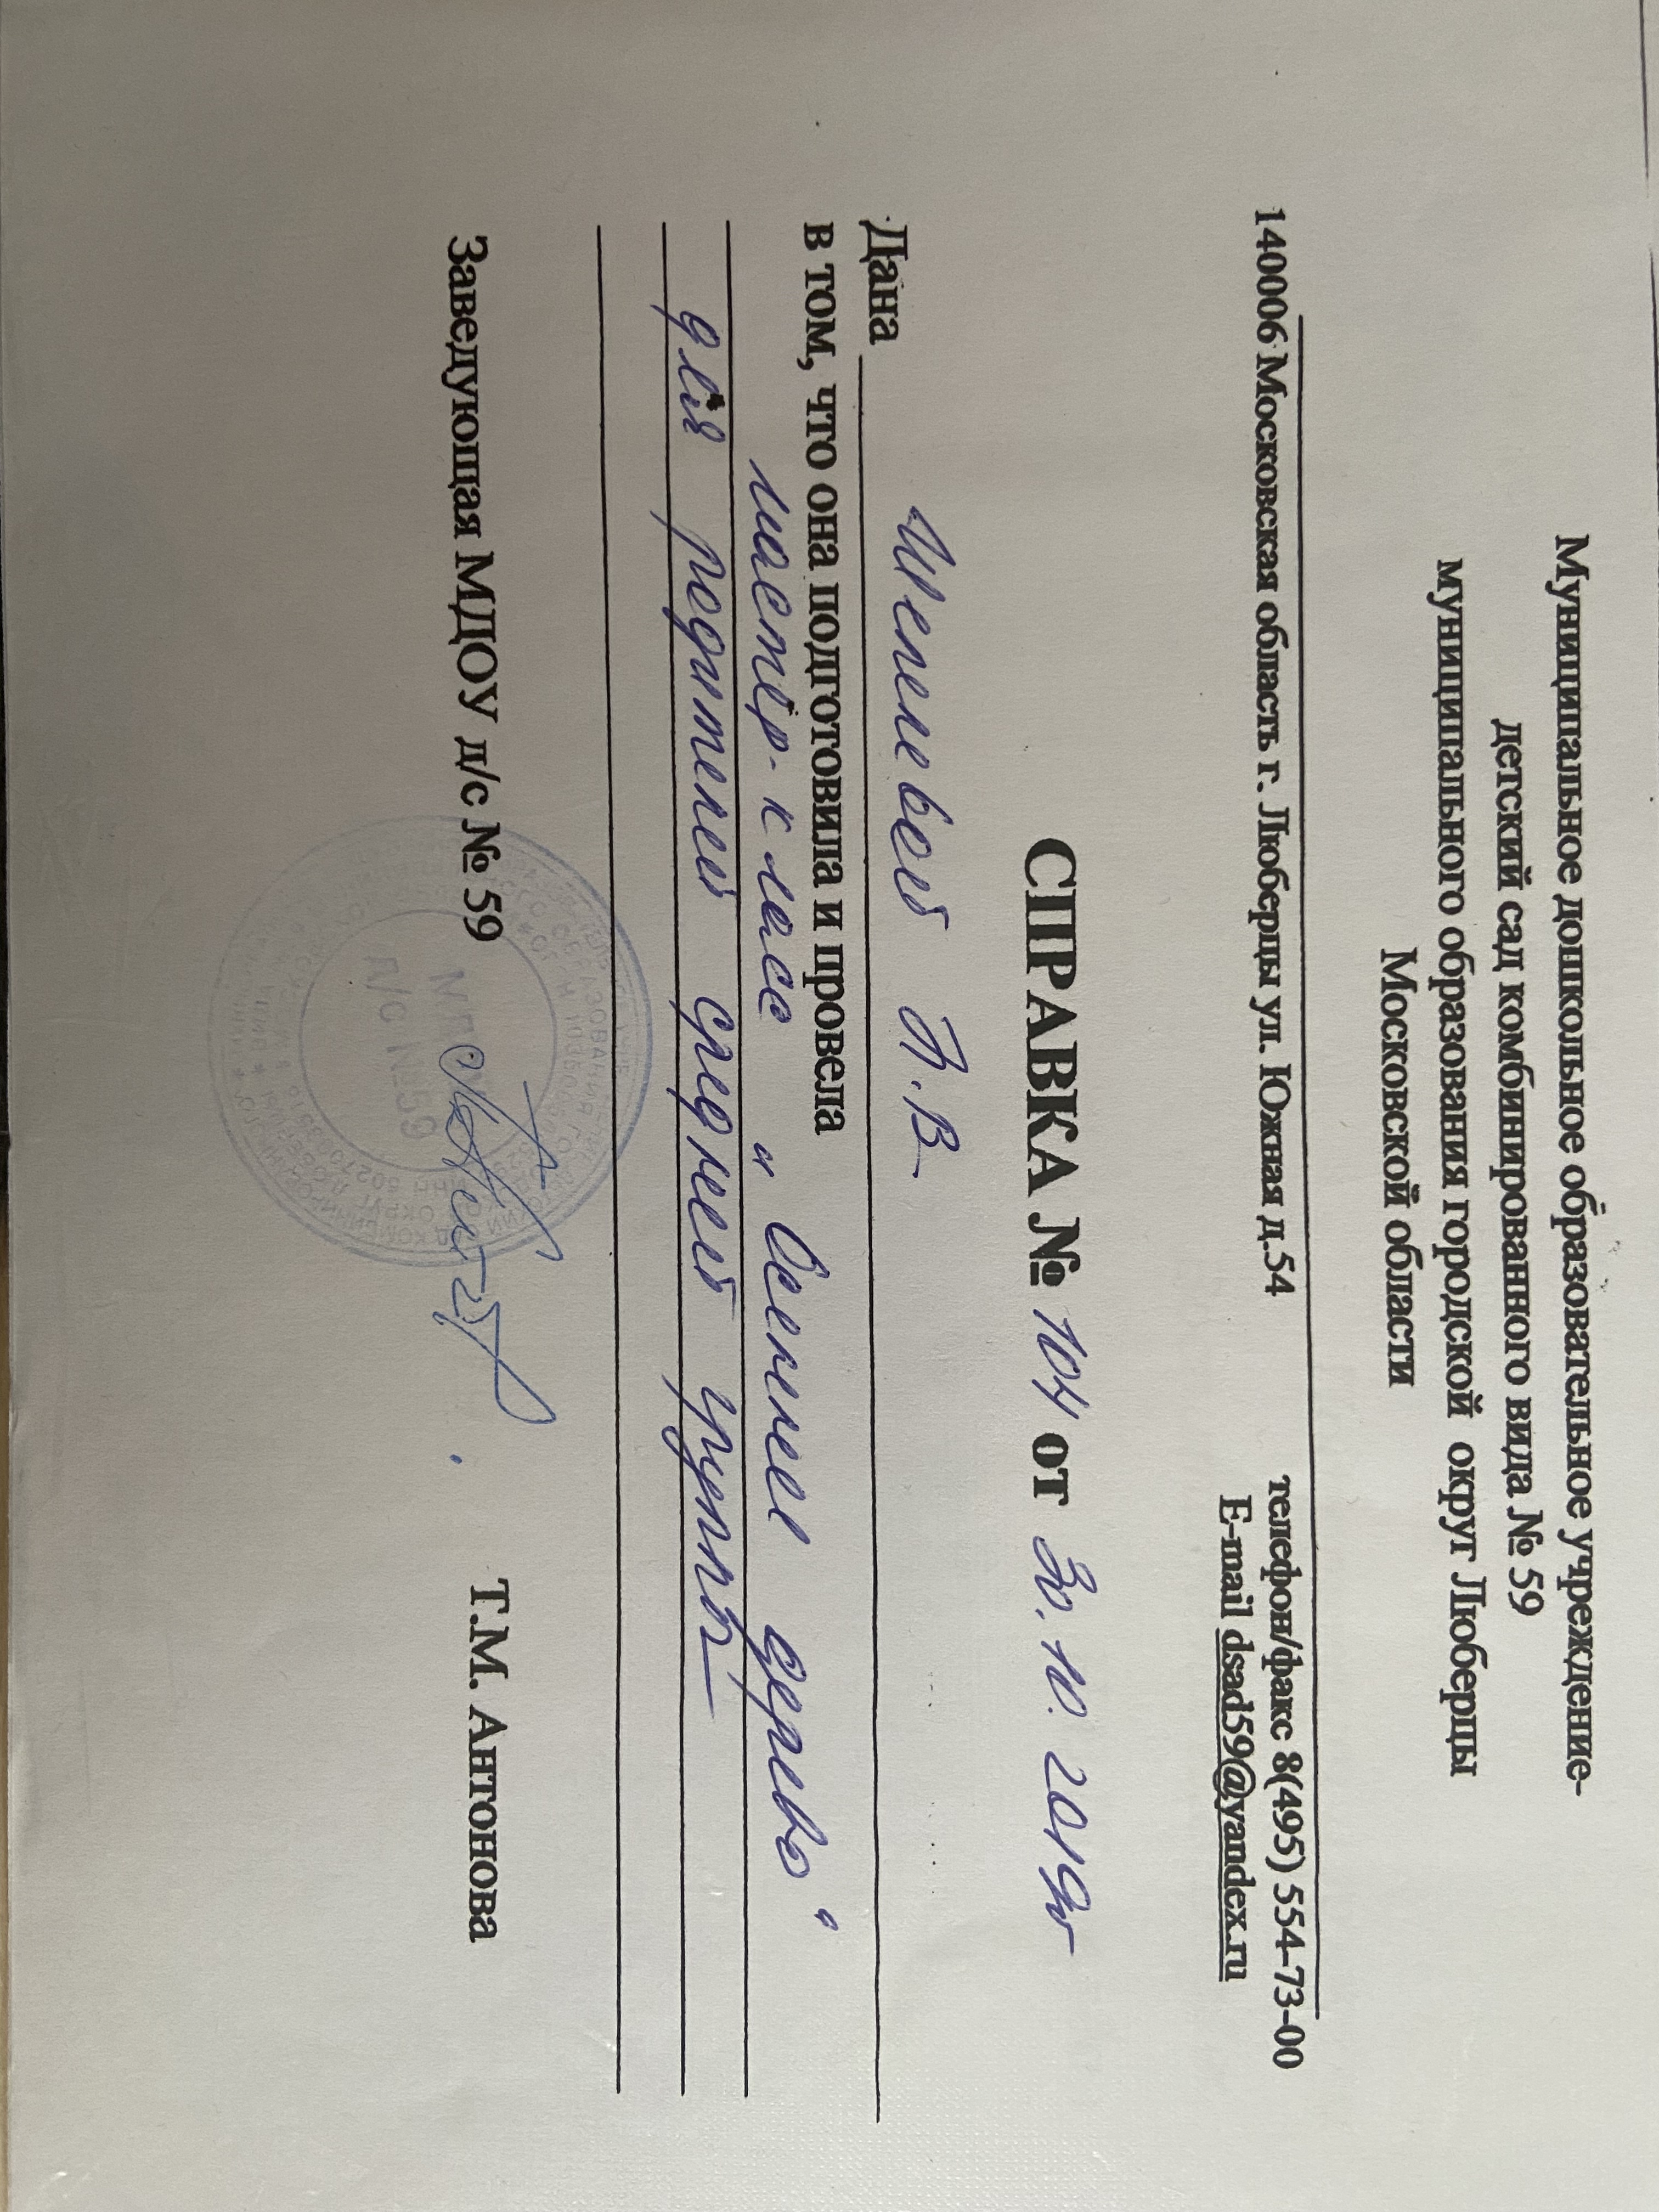 Муниципальное дошкольное образовательное учреждение-
детский сад комбинированного вида № 59
муниципального образования городской округ Люберцы
Московской области
140006 Московская область г. Люберцы ул. Южная д.54 телефон/факс 8(495) 554-73-00
E-mail dsad59@yandex.ru
СПРАВКА № 104 от 30.10.2019г
Дана Шепелевой Н.В.
в том, что она подготовила и провела
мастер-класс "Осеннее дерево"
для родителей средней группы
Заведующая МДОУ д/с № 59 Т.М. Антонова
МДОУ
Д/С №59